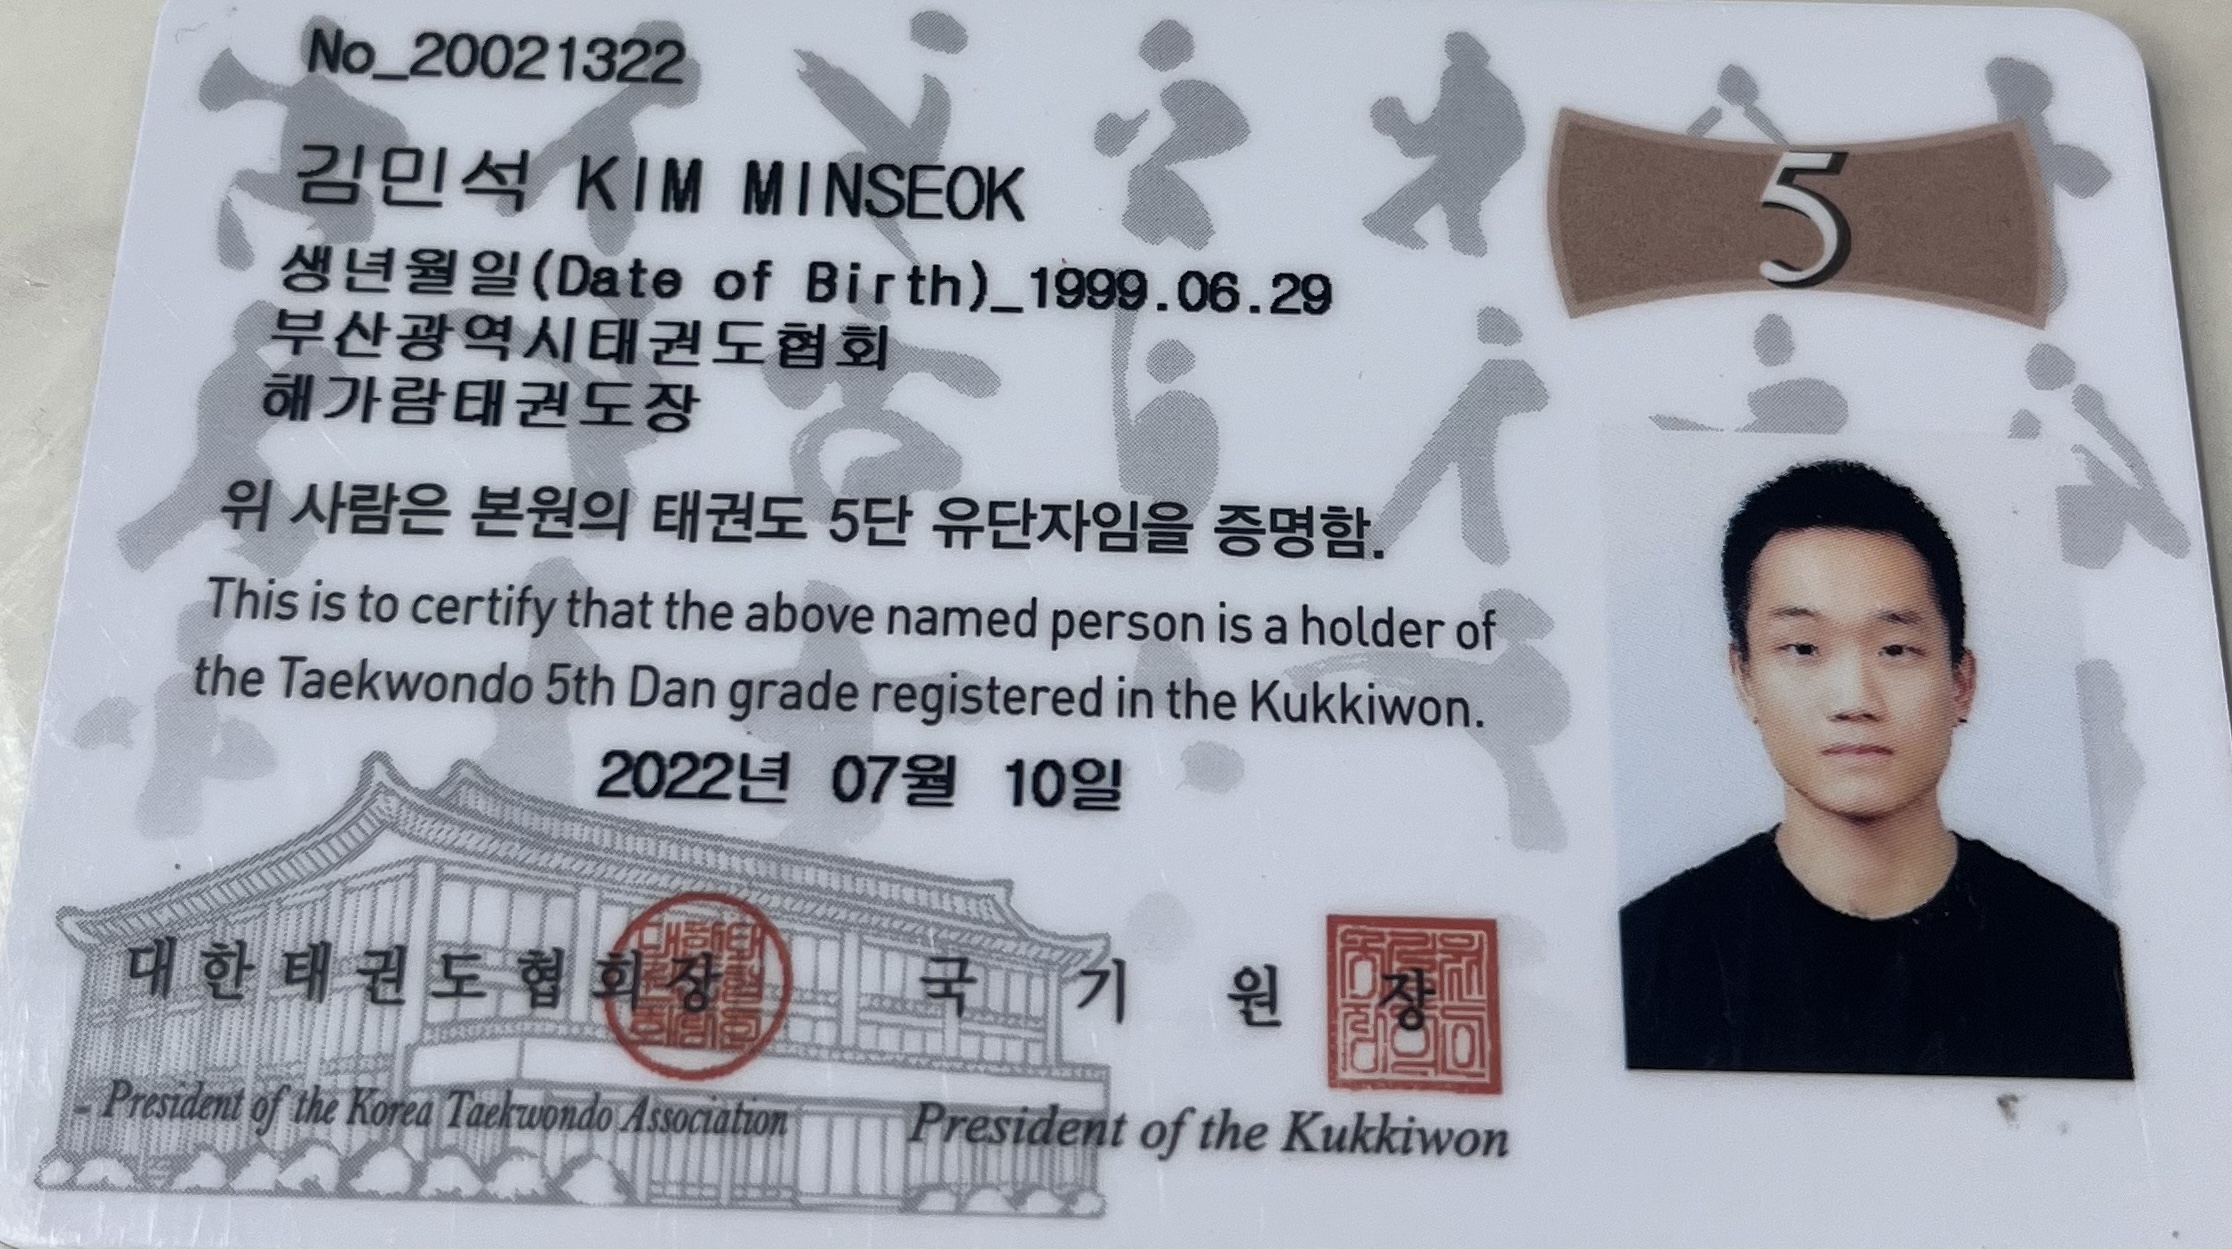 No_20021322
5
김민석 KIM MINSEOK
생년월일(Date of Birth)_1999.06.29
부산광역시태권도협회
해가람태권도장
위 사람은 본원의 태권도 5단 유단자임을 증명함.
This is to certify that the above named person is a holder of
the Taekwondo 5th Dan grade registered in the Kukkiwon.
2022년 07월 10일
대한태권도협회장 국기원장
President of the Korea Taekwondo Association President of the Kukkiwon